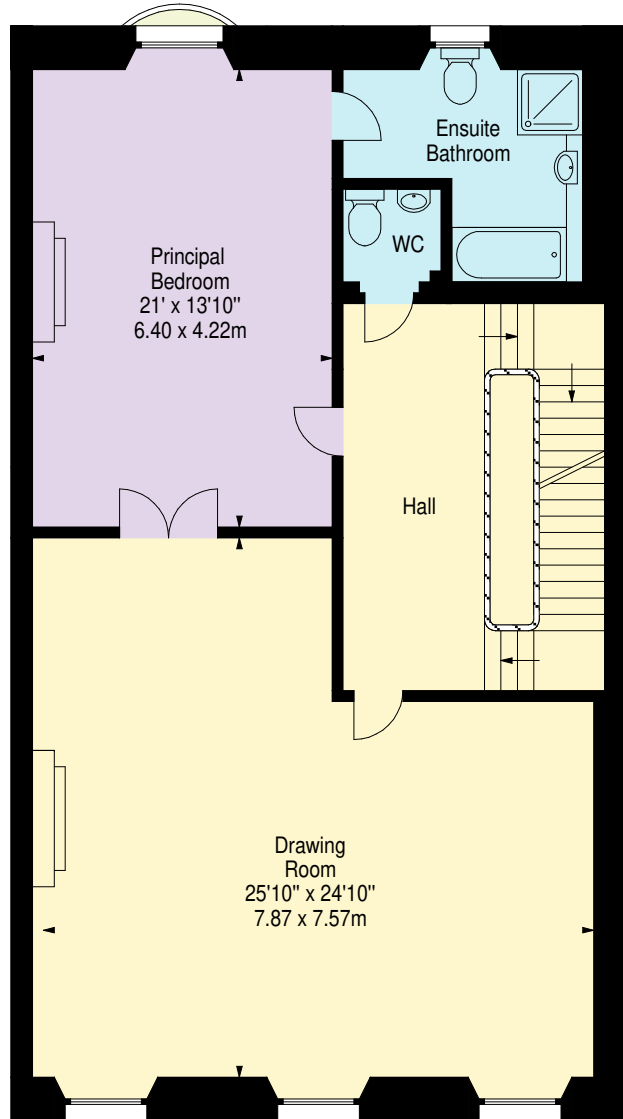 Ensuite
Bathroom
WC
Principal
Bedroom
21' x 13'10"
6.40 x 4.22m
Hall
Drawing
Room
25'10" x 24'10"
7.87 x 7.57m